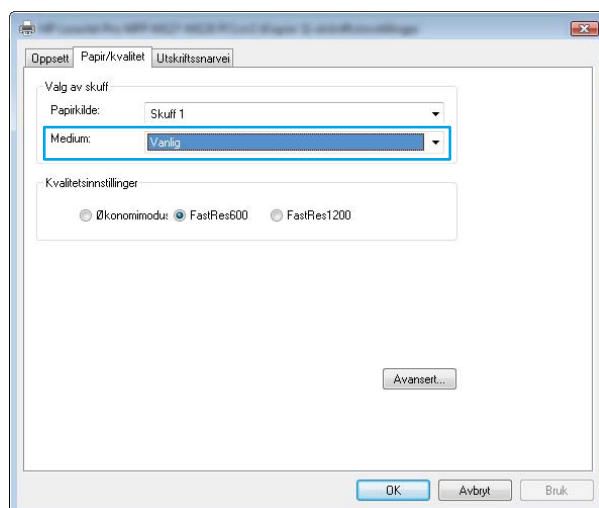 Oppsett Papir/kvalitet Utskriftssnarvei
Valg av skuff
Papirkilde: Skuff 1
Medium: Vanlig
Kvalitetsinnstillinger
Økonomimodu: FastRes600 FastRes1200
Avansert...
OK Avbryt Bruk